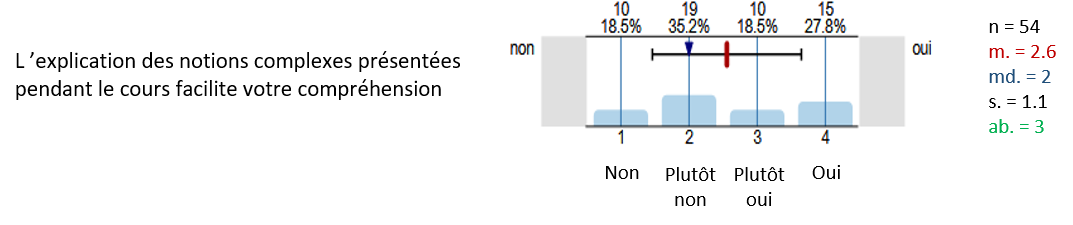 10 19 10 15
18.5% 35.2% 18.5% 27.8%
non oui
L ’explication des notions complexes présentées
pendant le cours facilite votre compréhension
1 2 3 4
Non Plutôt non Plutôt oui Oui
n = 54
m. = 2.6
md. = 2
s. = 1.1
ab. = 3